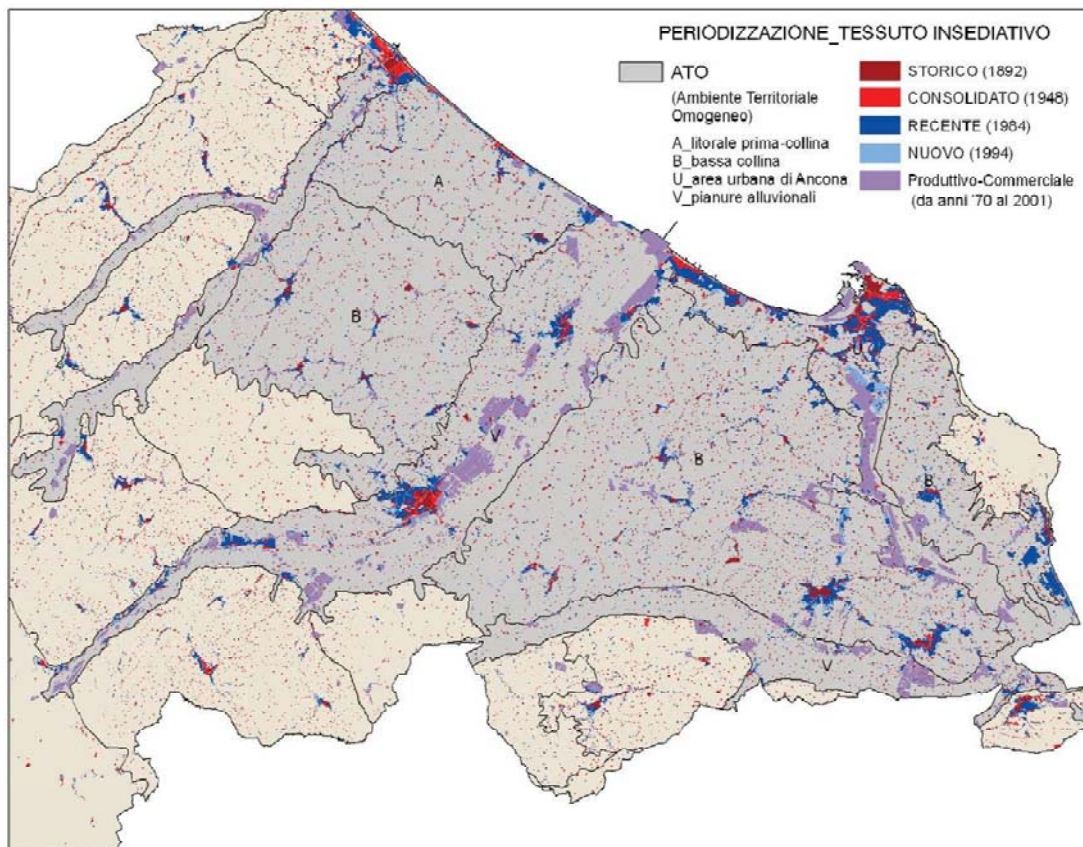 PERIODIZZAZIONE_TESSUTO INSEDIATIVO
ATO
(Ambiente Territoriale
Omogeneo)
A_litorale prima-collina
B_bassa collina
U_area urbana di Ancona
V_pianure alluvionali
STORICO (1892)
CONSOLIDATO (1948)
RECENTE (1984)
NUOVO (1994)
Produttivo-Commerciale
(da anni '70 al 2001)
A
V
B
U
V
B
B
V